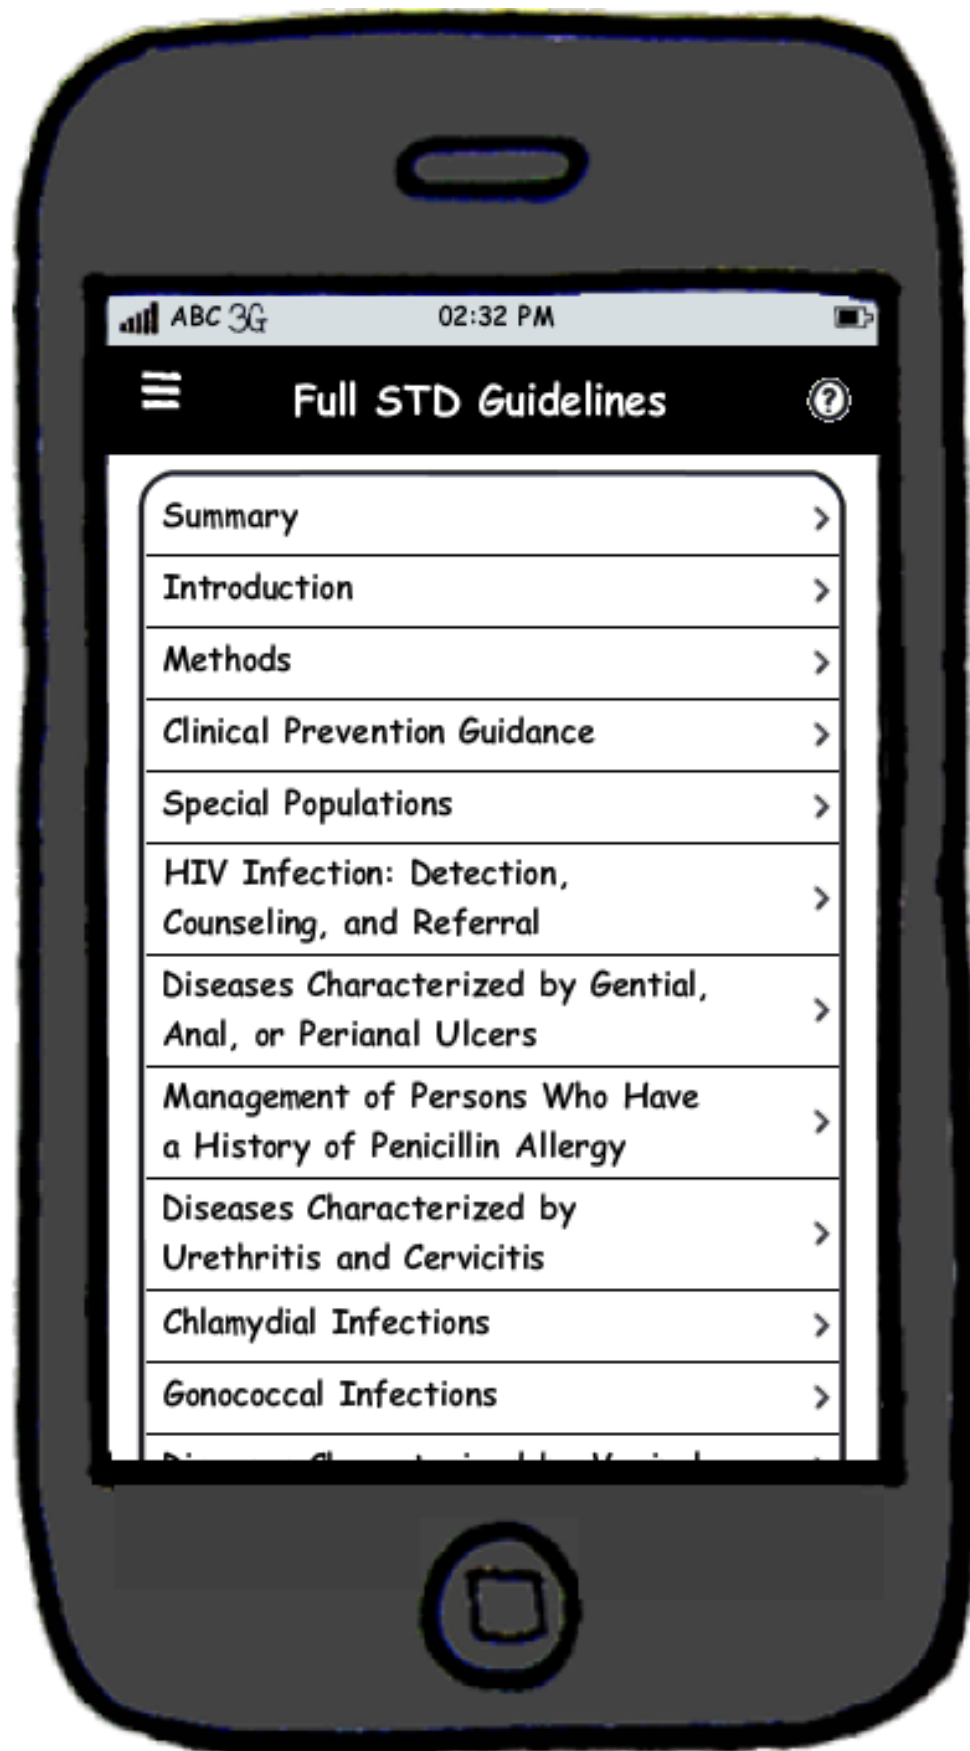 ABC 3G 02:32 PM
Full STD Guidelines
Summary
Introduction
Methods
Clinical Prevention Guidance
Special Populations
HIV Infection: Detection,
Counseling, and Referral
Diseases Characterized by Gential,
Anal, or Perianal Ulcers
Management of Persons Who Have
a History of Penicillin Allergy
Diseases Characterized by
Urethritis and Cervicitis
Chlamydial Infections
Gonococcal Infections